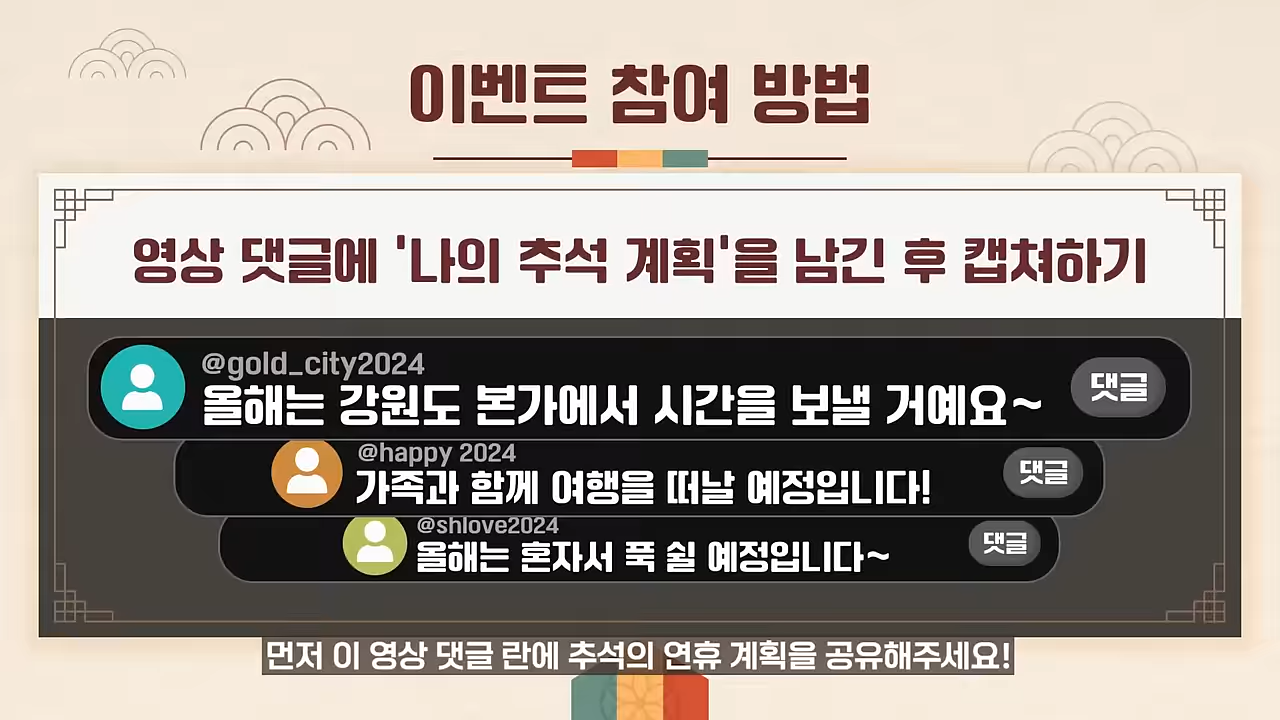 이벤트 참여 방법
영상 댓글에 '나의 추석 계획'을 남긴 후 캡쳐하기
@gold_city2024
올해는 강원도 본가에서 시간을 보낼 거예요~
댓글
@happy 2024
가족과 함께 여행을 떠날 예정입니다!
댓글
@shlove2024
올해는 혼자서 푹 쉴 예정입니다~
댓글
먼저 이 영상 댓글 란에 추석의 연휴 계획을 공유해주세요!